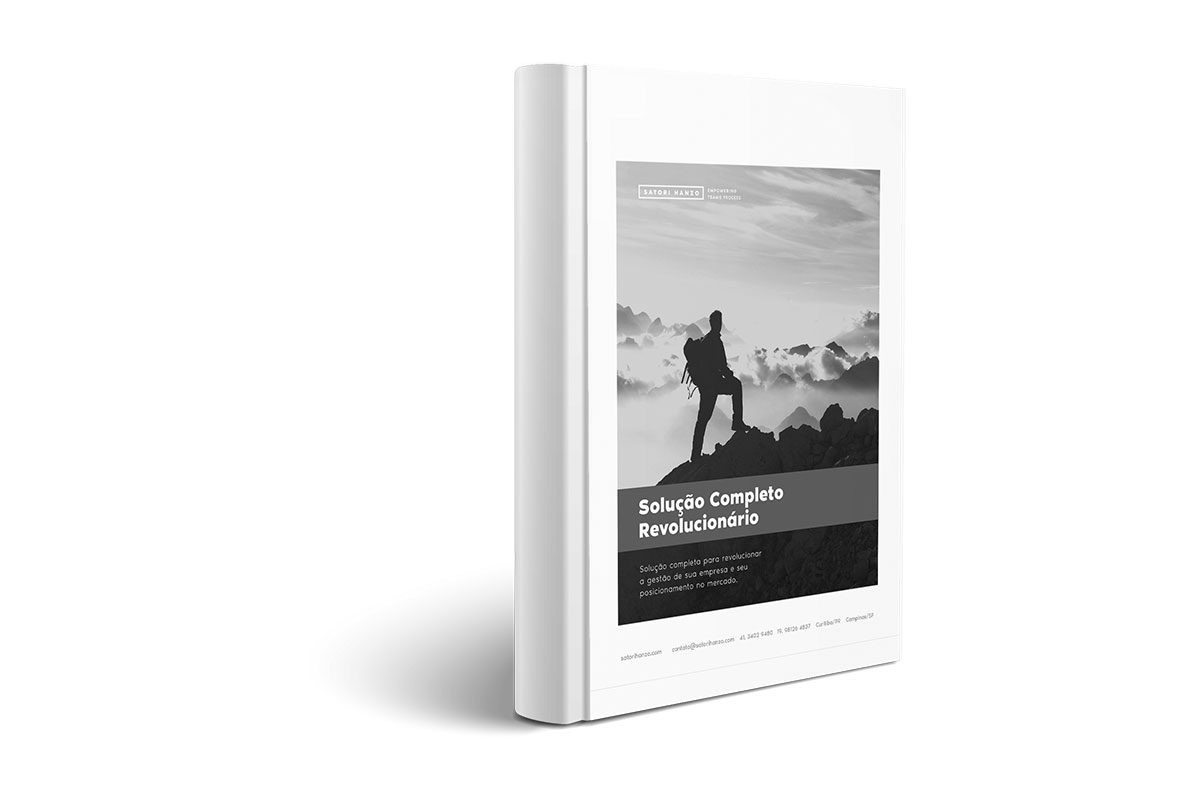 SATORI HANZO
EMPOWERING
TEAMS PROCESS
Solução Completo
Revolucionário
Solução completa para revolucionar
a gestão de sua empresa e seu
posicionamento no mercado.
satorihanzo.com contato@satorihanzo.com 41. 3402 9480 19. 98126 6837 Curitiba/PR Campinas/SP